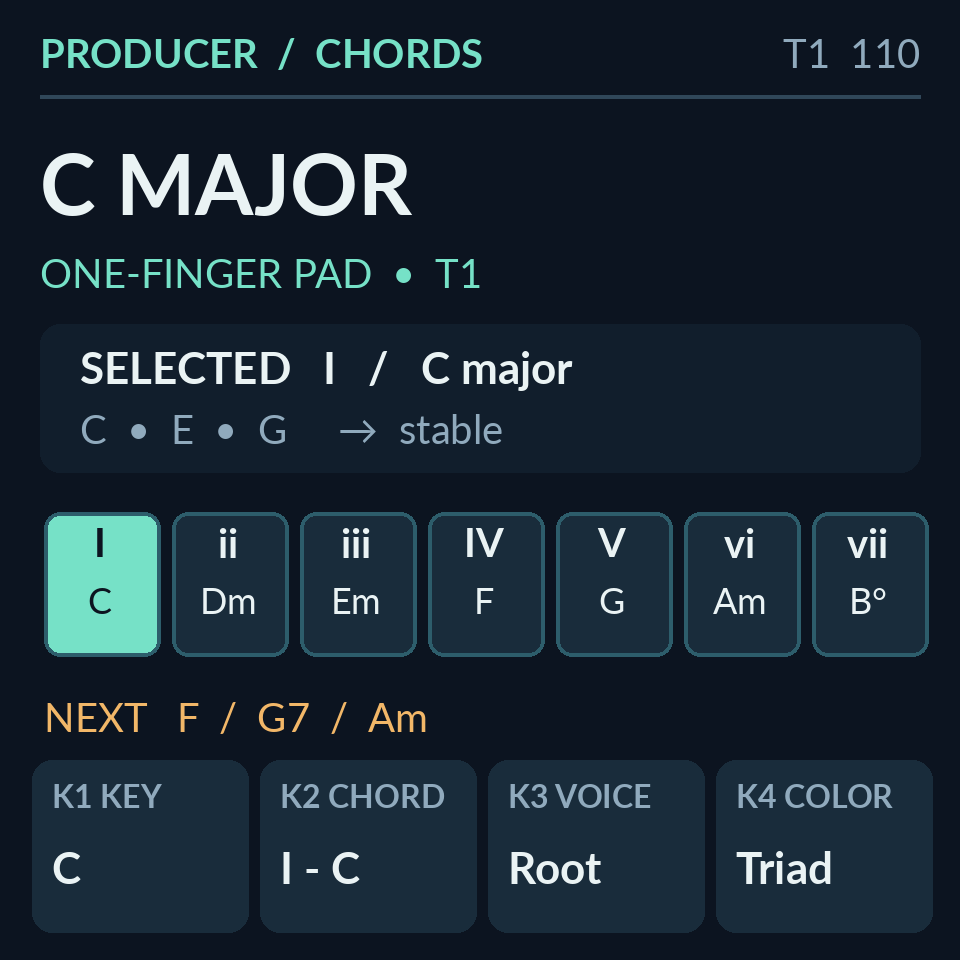 PRODUCER / CHORDS T1 110
C MAJOR
ONE-FINGER PAD • T1
SELECTED I / C major
C • E • G → stable
I ii iii IV V vi vii
C Dm Em F G Am B°
NEXT F / G7 / Am
K1 KEY K2 CHORD K3 VOICE K4 COLOR
C I - C Root Triad